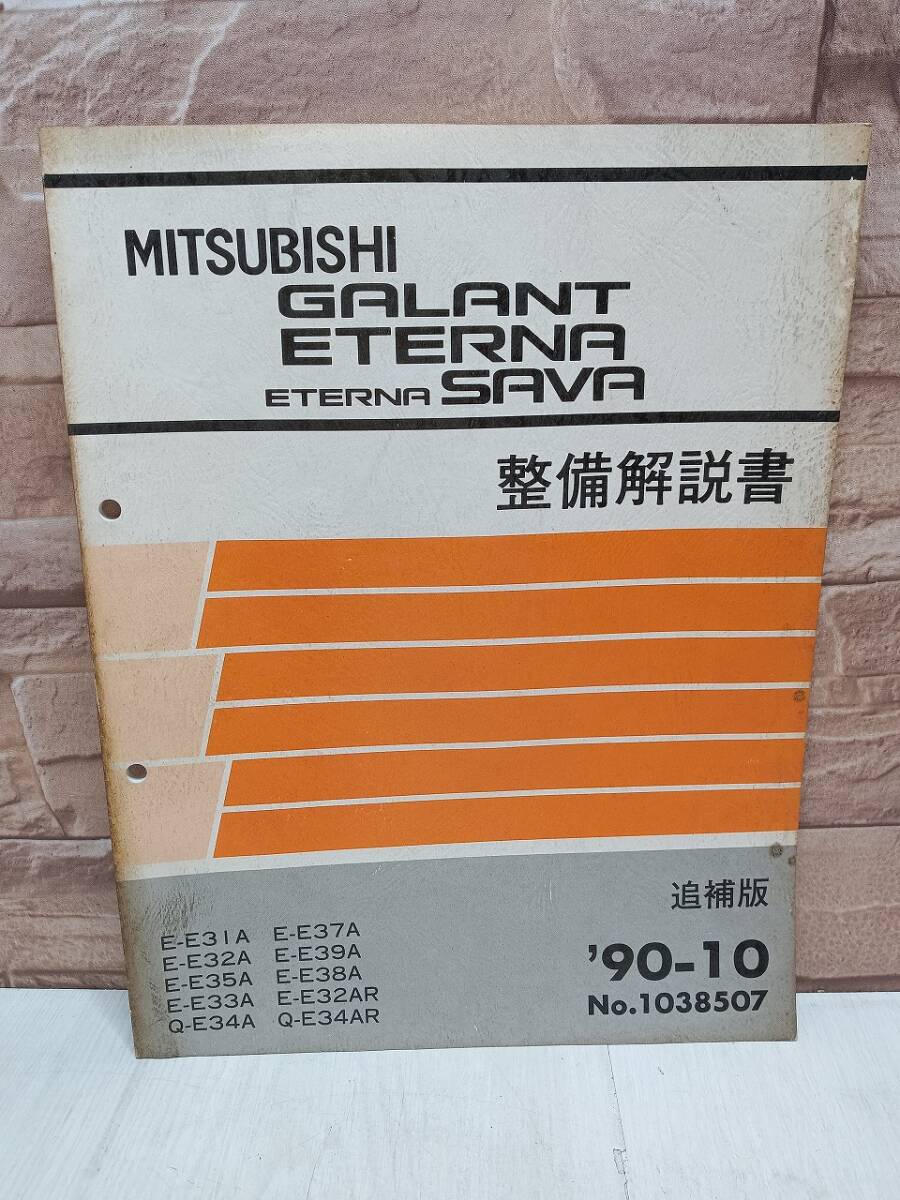 MITSUBISHI
GALANT
ETERNA
ETERNA SAVA
整備解説書
追補版
'90-10
No.1038507
E-E31A E-E37A
E-E32A E-E39A
E-E35A E-E38A
E-E33A E-E32AR
Q-E34A Q-E34AR